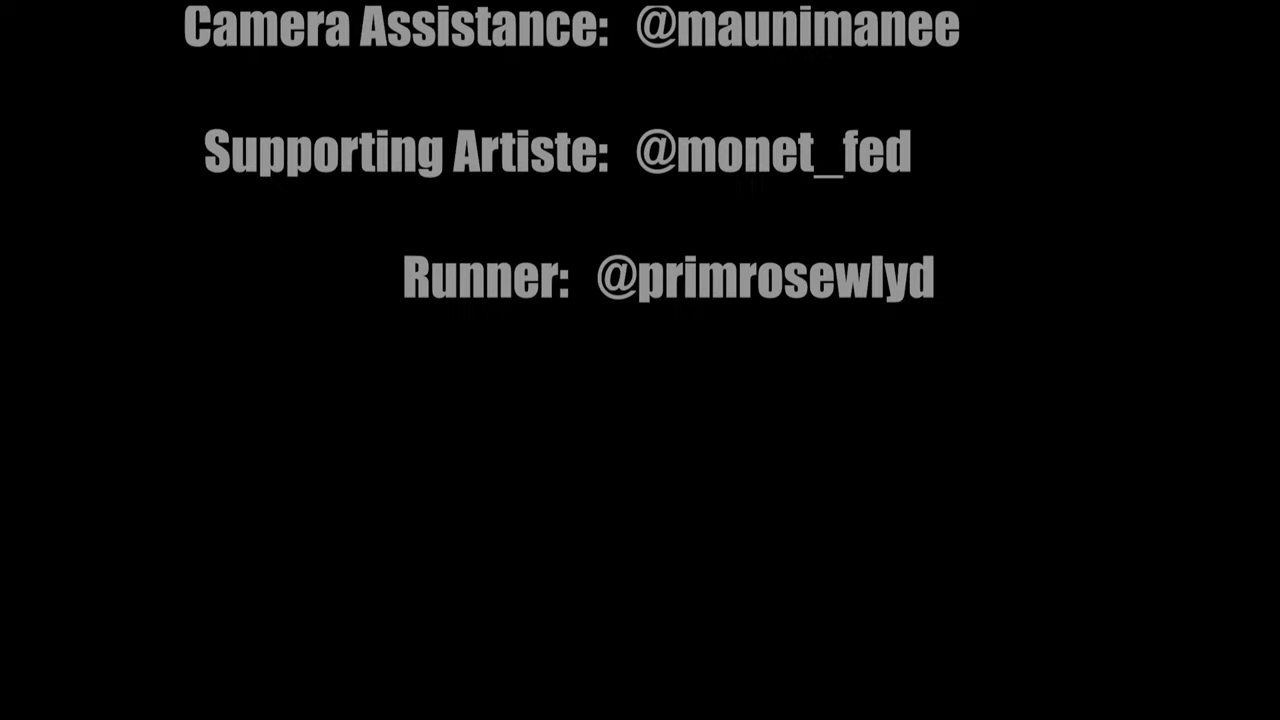 Camera Assistance: @maunimanee
Supporting Artiste: @monet_fed
Runner: @primrosewlyd